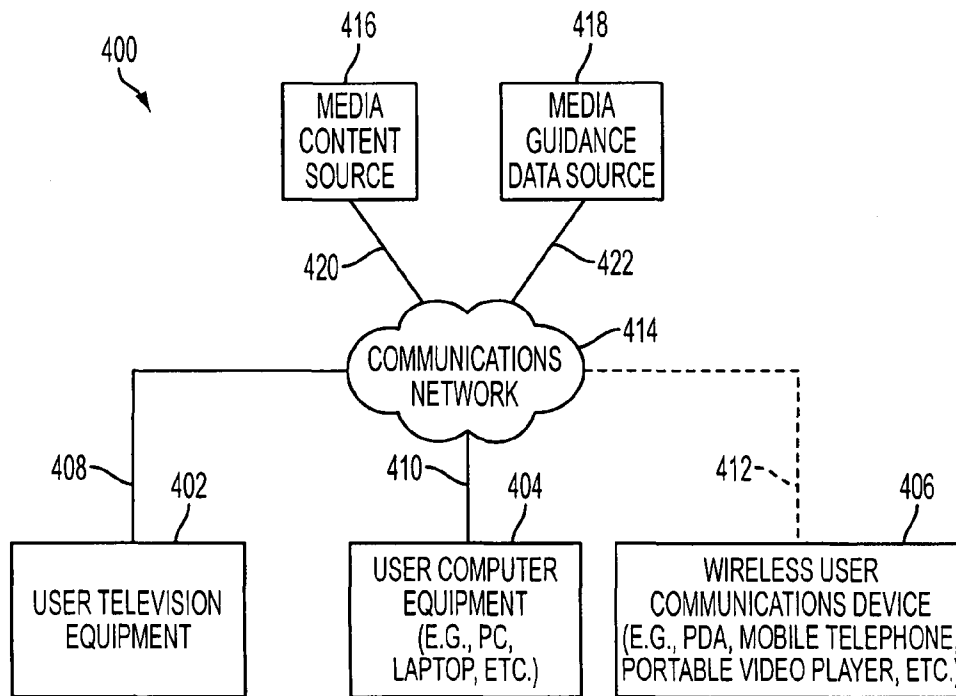 400
416
418
MEDIA
CONTENT
SOURCE
MEDIA
GUIDANCE
DATA SOURCE
420
422
COMMUNICATIONS
NETWORK
414
408
402
410
404
412
406
USER TELEVISION
EQUIPMENT
USER COMPUTER
EQUIPMENT
(E.G., PC,
LAPTOP, ETC.)
WIRELESS USER
COMMUNICATIONS DEVICE
(E.G., PDA, MOBILE TELEPHONE,
PORTABLE VIDEO PLAYER, ETC.)